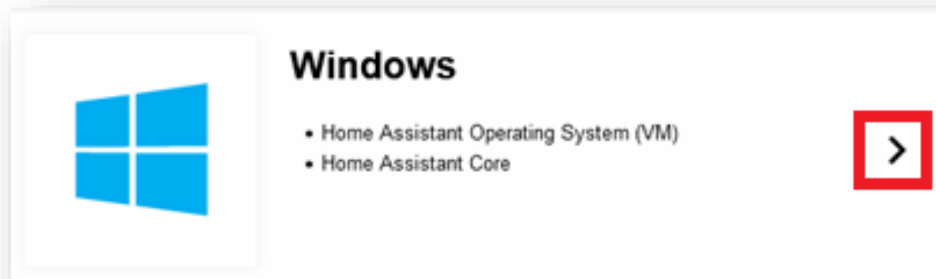 Windows
• Home Assistant Operating System (VM)
• Home Assistant Core